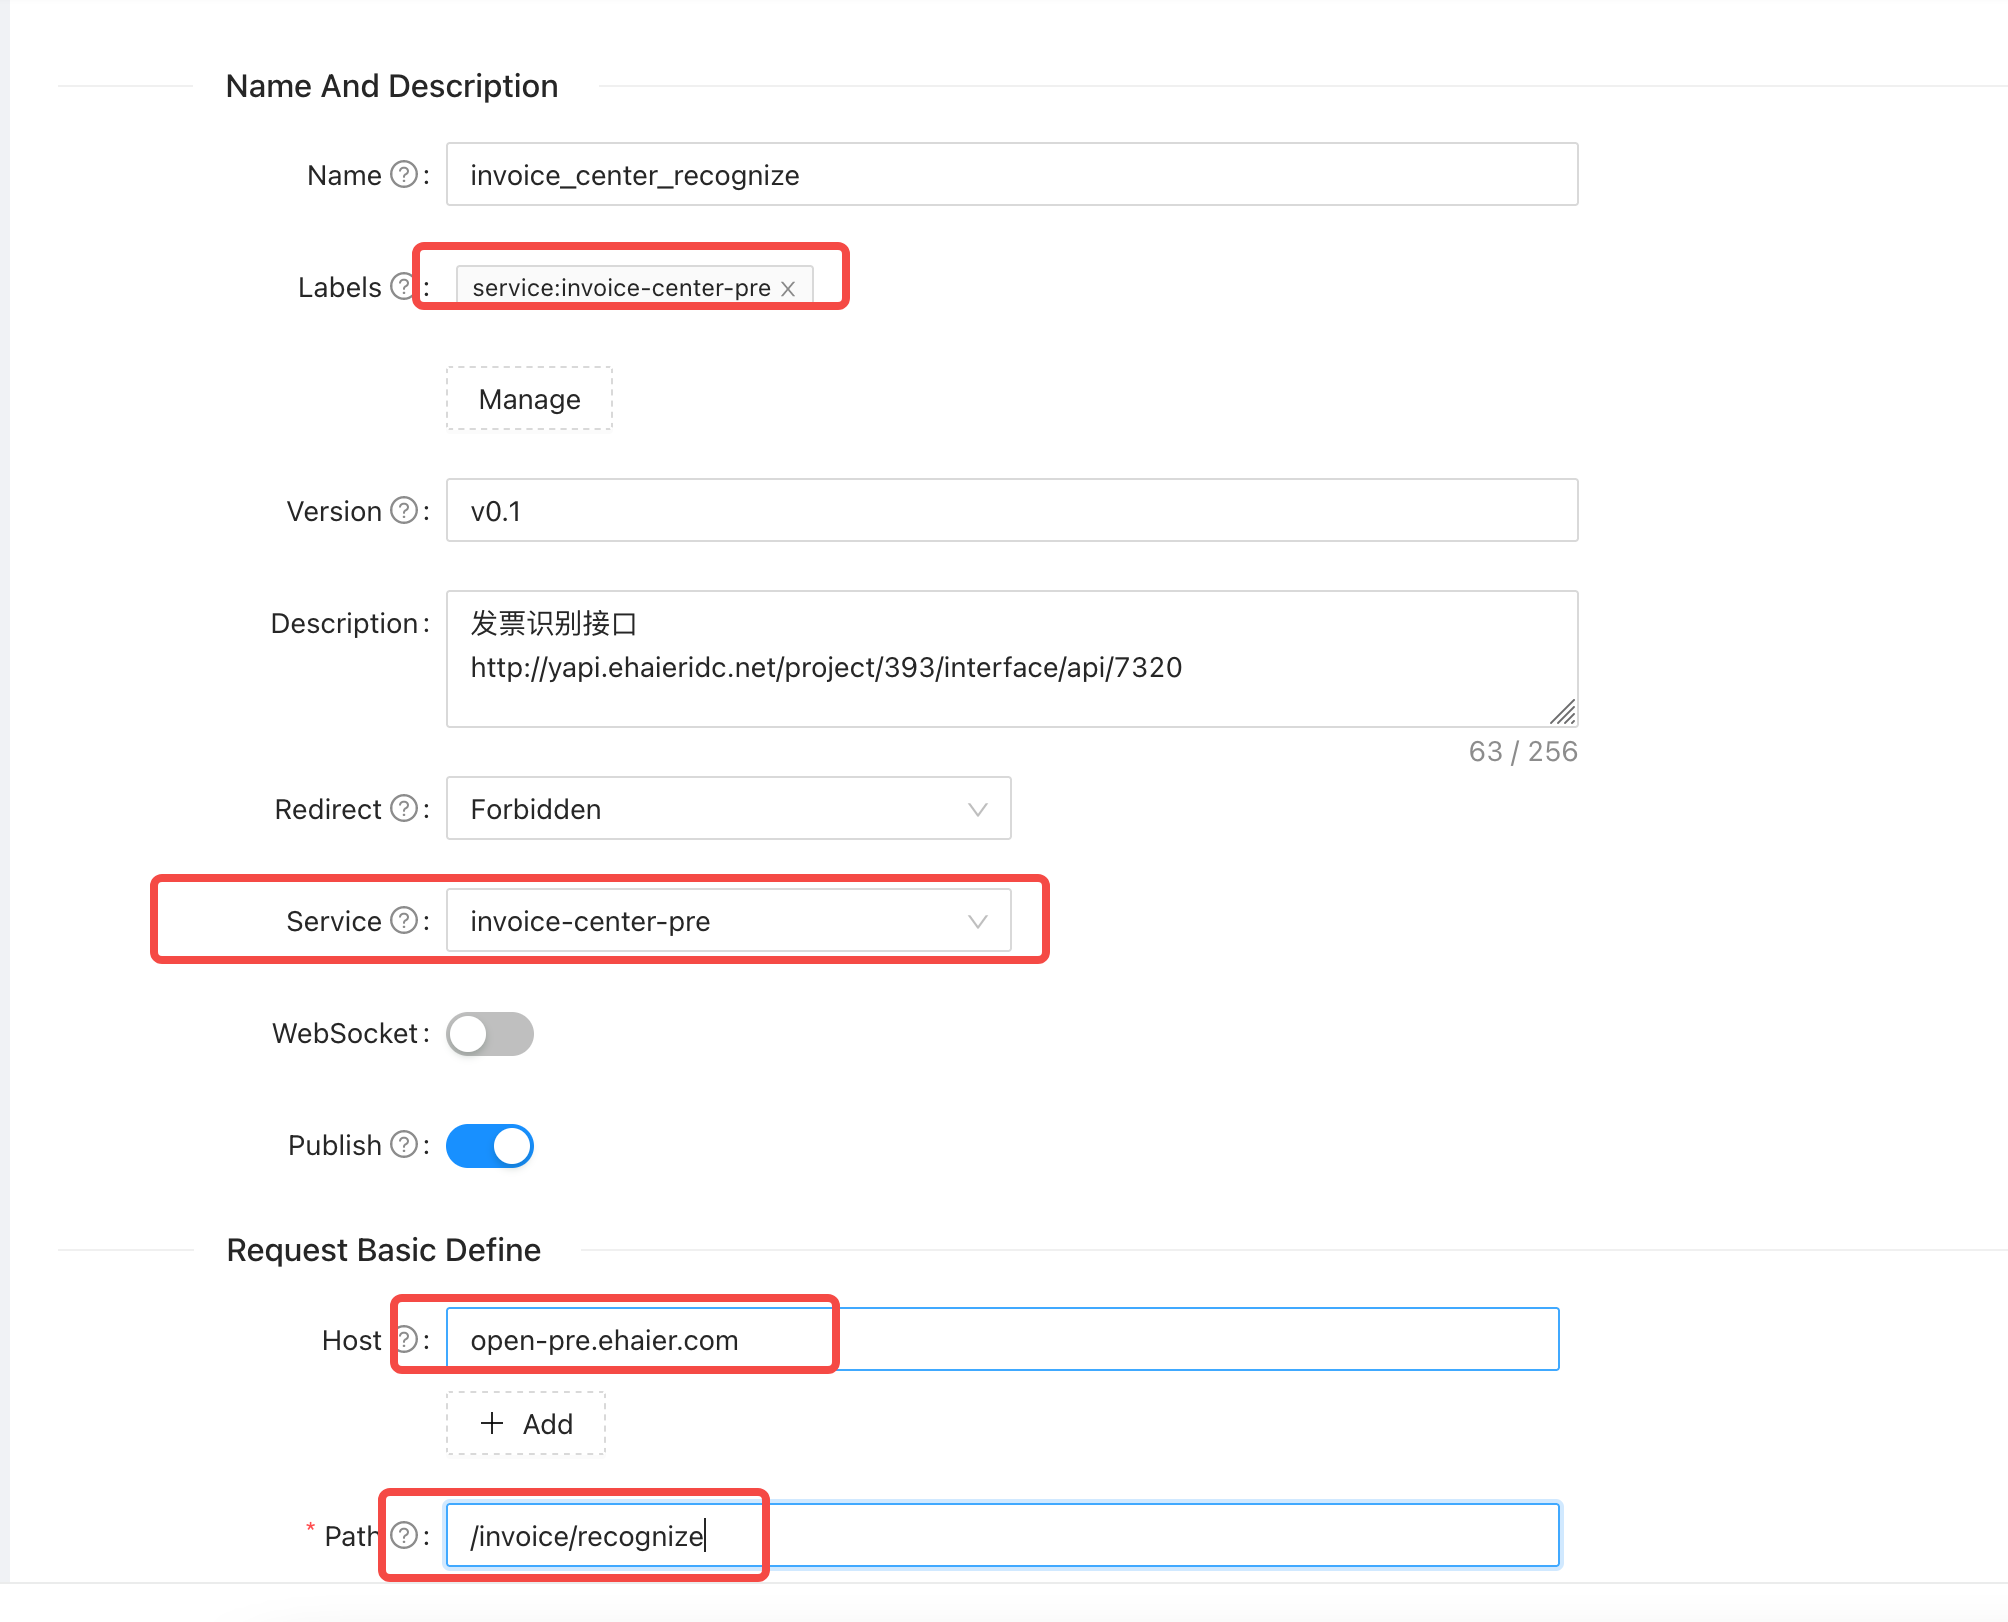 Name And Description
Name ? : invoice_center_recognize
Labels ? : service:invoice-center-pre
Manage
Version ? : v0.1
Description : 发票识别接口
http://yapi.ehaieridc.net/project/393/interface/api/7320
63 / 256
Redirect ? : Forbidden
Service ? : invoice-center-pre
WebSocket :
Publish ? :
Request Basic Define
Host ? : open-pre.ehaier.com
+ Add
* Path ? : /invoice/recognize